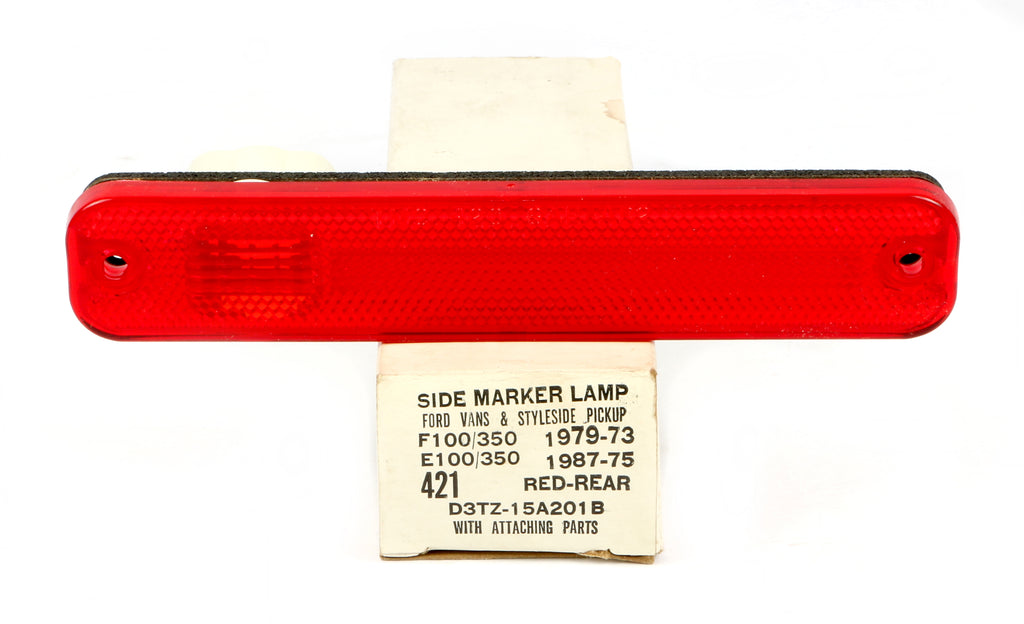 SIDE MARKER LAMP
FORD VANS & STYLESIDE PICKUP
F100/350 1979-73
E100/350 1987-75
421 RED-REAR
D3TZ-15A201B
WITH ATTACHING PARTS